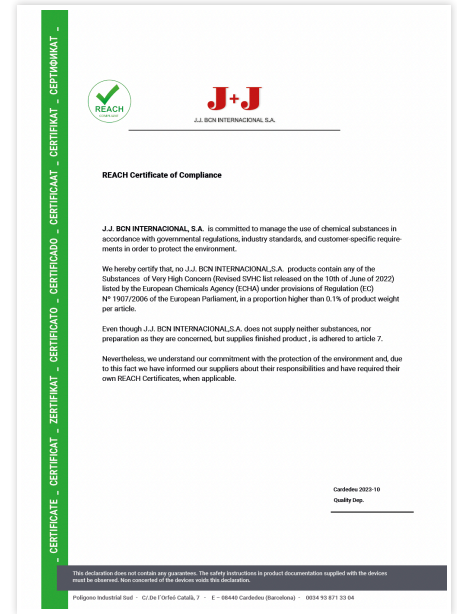 CERTIFICATE _ CERTIFICAT _ ZERTIFIKAT _ CERTIFICATO _ CERTIFICADO _ CERTIFICAAT _ CERTIFIKAT _ СЕРТИФИКАТ _
REACH
COMPLIANT
J+J
J.J. BCN INTERNACIONAL S.A.
REACH Certificate of Compliance
J.J. BCN INTERNACIONAL, S.A. is committed to manage the use of chemical substances in
accordance with governmental regulations, industry standards, and customer-specific require-
ments in order to protect the environment.
We hereby certify that, no J.J. BCN INTERNACIONAL,S.A. products contain any of the
Substances of Very High Concern (Revised SVHC list released on the 10th of June of 2022)
listed by the European Chemicals Agency (ECHA) under provisions of Regulation (EC)
Nº 1907/2006 of the European Parliament, in a proportion higher than 0.1% of product weight
per article.
Even though J.J. BCN INTERNACIONAL,S.A. does not supply neither substances, nor
preparation as they are concerned, but supplies finished product , is adhered to article 7.
Nevertheless, we understand our commitment with the protection of the environment and, due
to this fact we have informed our suppliers about their responsibilities and have required their
own REACH Certificates, when applicable.
Cardedeu 2023-10
Quality Dep.
This declaration does not contain any guarantees. The safety instructions in product documentation supplied with the devices
must be observed. Non concerted of the devices voids this declaration.
Polígono Industrial Sud - C/.De l´Orfeó Català, 7 - E – 08440 Cardedeu (Barcelona) - 0034 93 871 33 04